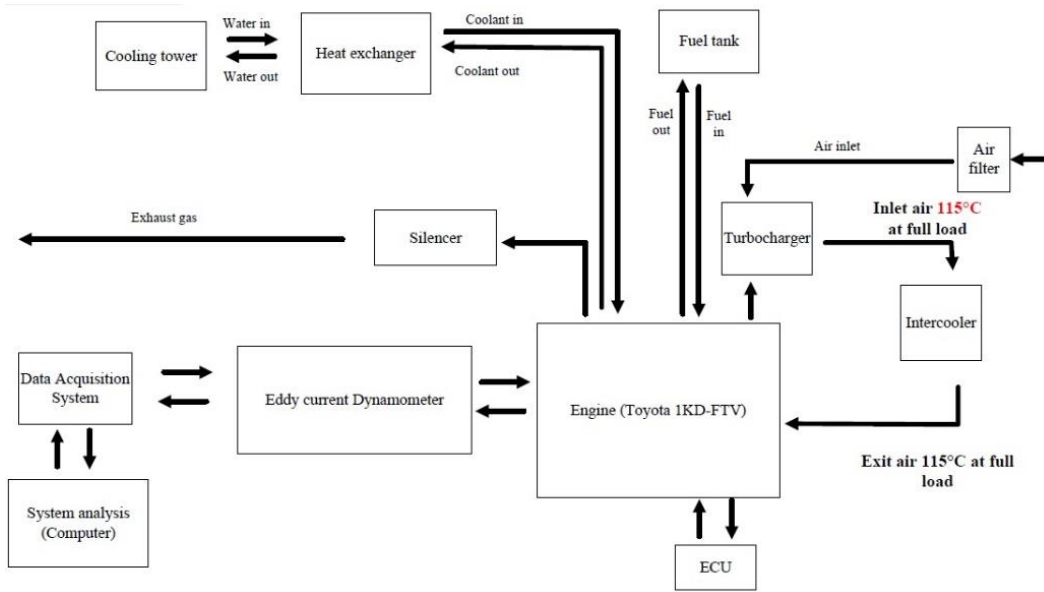 Water in
Coolant in
Cooling tower
Heat exchanger
Fuel tank
Water out
Coolant out
Fuel
out
Fuel
in
Air inlet
Air
filter
Exhaust gas
Silencer
Turbocharger
Inlet air 115°C
at full load
Intercooler
Data Acquisition
System
Eddy current Dynamometer
Engine (Toyota 1KD-FTV)
Exit air 115°C at full
load
System analysis
(Computer)
ECU